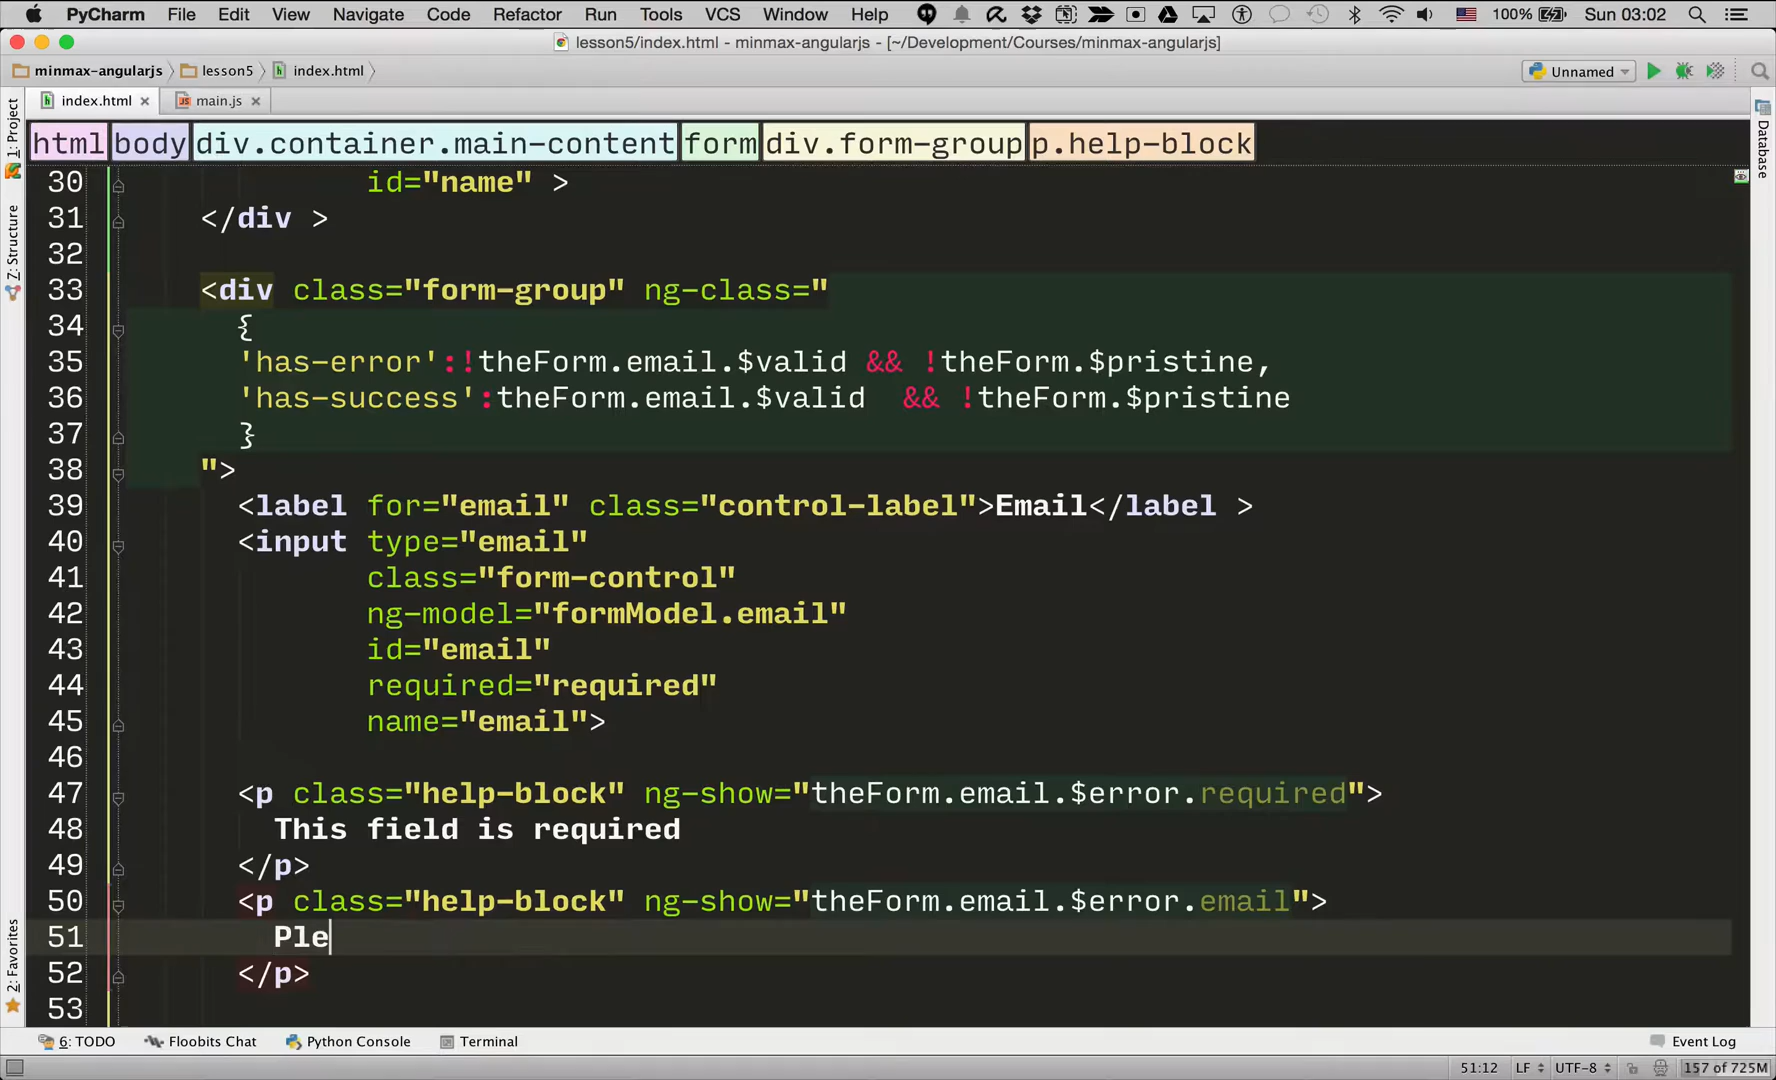 PyCharm File Edit View Navigate Code Refactor Run Tools VCS Window Help 100% Sun 03:02
lesson5/index.html - minmax-angularjs - [~/Development/Courses/minmax-angularjs]
minmax-angularjs lesson5 index.html Unnamed
index.html main.js
html body div.container.main-content form div.form-group p.help-block
1: Project
7: Structure
2: Favorites
Database
30 id="name" >
31 </div >
32
33 <div class="form-group" ng-class="
34 {
35 'has-error':!theForm.email.$valid && !theForm.$pristine,
36 'has-success':theForm.email.$valid && !theForm.$pristine
37 }
38 ">
39 <label for="email" class="control-label">Email</label >
40 <input type="email"
41 class="form-control"
42 ng-model="formModel.email"
43 id="email"
44 required="required"
45 name="email">
46
47 <p class="help-block" ng-show="theForm.email.$error.required">
48 This field is required
49 </p>
50 <p class="help-block" ng-show="theForm.email.$error.email">
51 Ple
52 </p>
53
6: TODO Floobits Chat Python Console Terminal Event Log
51:12 LF UTF-8 157 of 725M